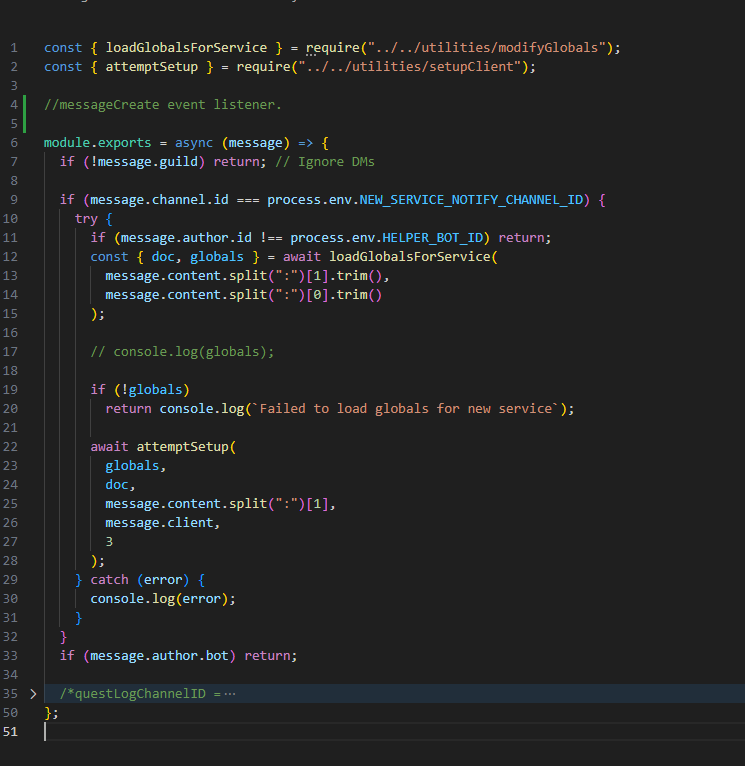 1 const { loadGlobalsForService } = require("../../utilities/modifyGlobals");
2 const { attemptSetup } = require("../../utilities/setupClient");
3
4 //messageCreate event listener.
5
6 module.exports = async (message) => {
7 if (!message.guild) return; // Ignore DMs
8
9 if (message.channel.id === process.env.NEW_SERVICE_NOTIFY_CHANNEL_ID) {
10 try {
11 if (message.author.id !== process.env.HELPER_BOT_ID) return;
12 const { doc, globals } = await loadGlobalsForService(
13 message.content.split(":")[1].trim(),
14 message.content.split(":")[0].trim()
15 );
16
17 // console.log(globals);
18
19 if (!globals)
20 return console.log(`Failed to load globals for new service`);
21
22 await attemptSetup(
23 globals,
24 doc,
25 message.content.split(":")[1],
26 message.client,
27 3
28 );
29 } catch (error) {
30 console.log(error);
31 }
32 }
33 if (message.author.bot) return;
34
35 > /*questLogChannelID =⋯
50 };
51